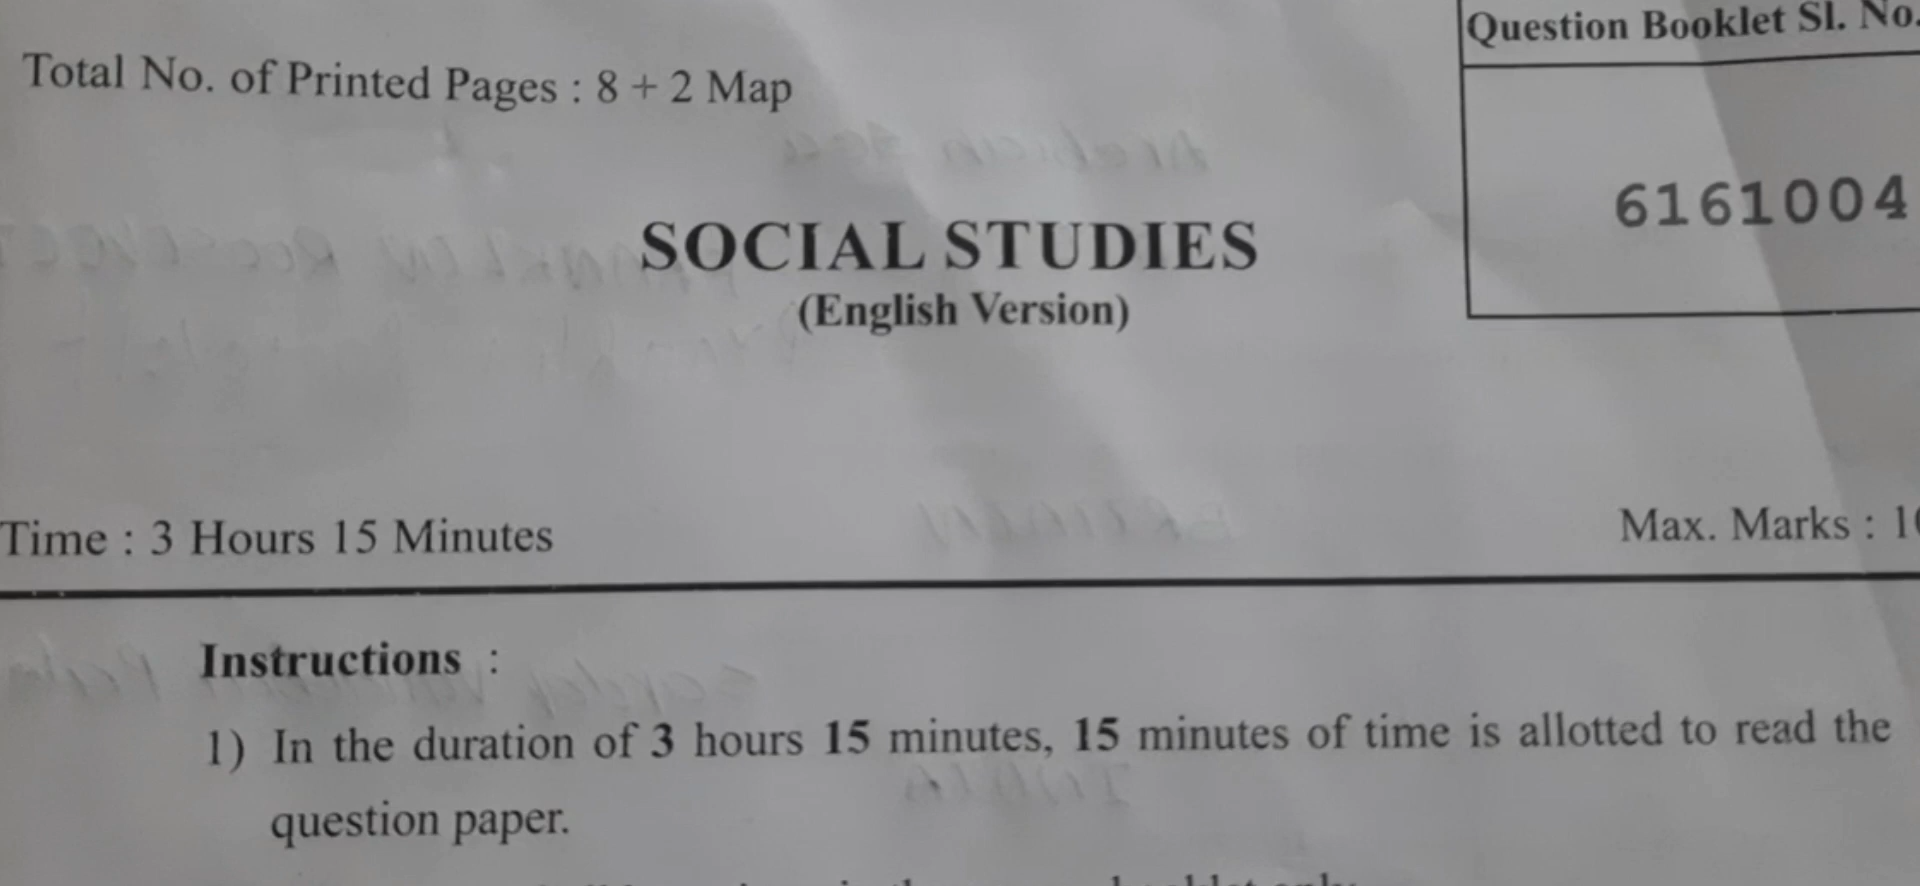 Question Booklet Sl. No.
Total No. of Printed Pages : 8 + 2 Map
6161004
SOCIAL STUDIES
(English Version)
Time : 3 Hours 15 Minutes
Max. Marks :
Instructions :
1) In the duration of 3 hours 15 minutes, 15 minutes of time is allotted to read the
question paper.